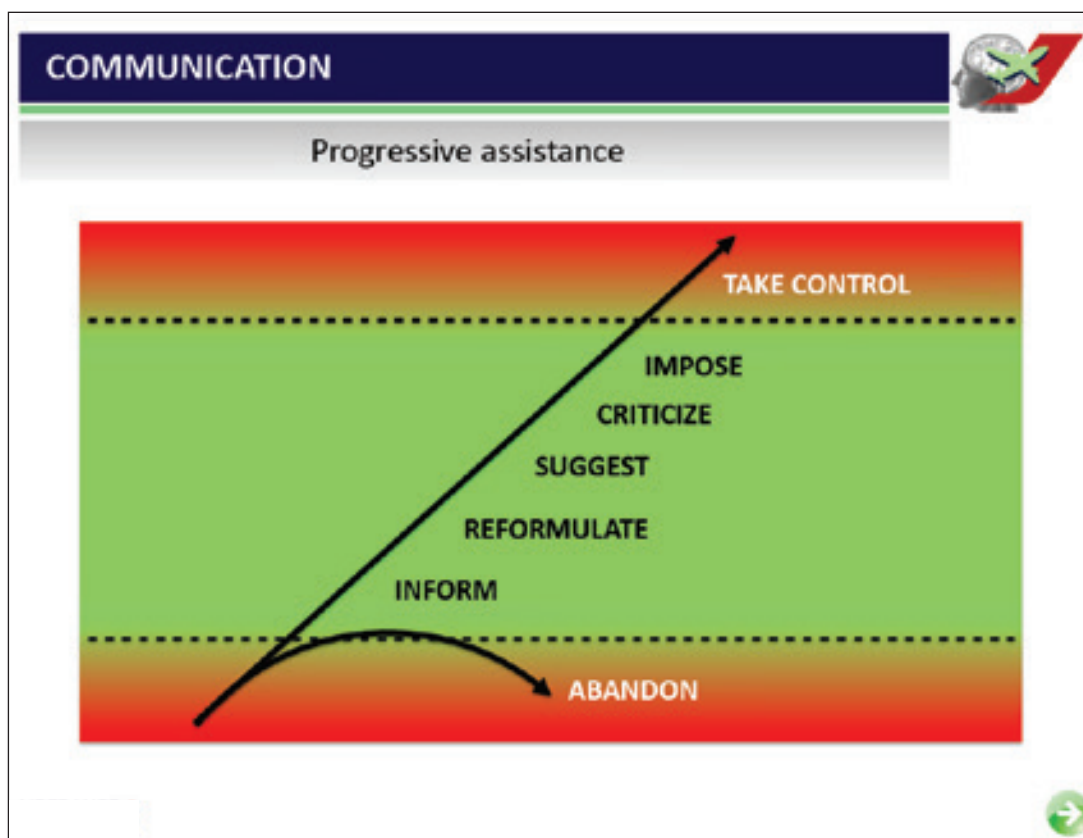 COMMUNICATION
Progressive assistance
TAKE CONTROL
IMPOSE
CRITICIZE
SUGGEST
REFORMULATE
INFORM
ABANDON